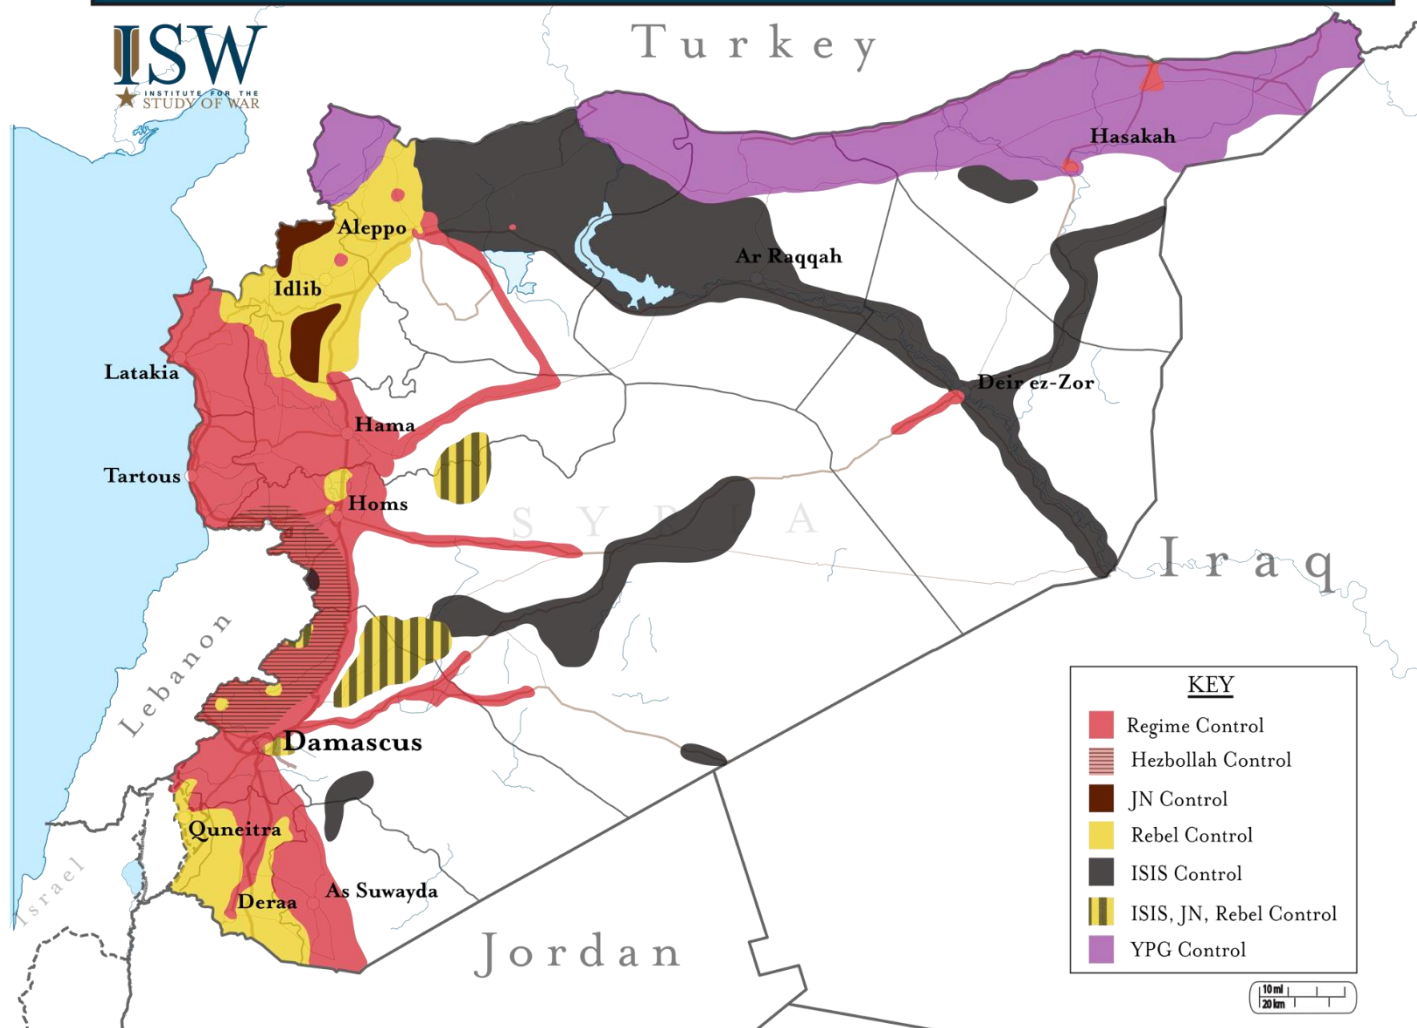 ISW
INSTITUTE FOR THE
STUDY OF WAR
Turkey
Hasakah
Aleppo
Ar Raqqah
Idlib
Latakia
Deir ez-Zor
Hama
Tartous
Homs
SYRIA
Iraq
Lebanon
Damascus
Quneitra
Israel
As Suwayda
Deraa
Jordan
KEY
Regime Control
Hezbollah Control
JN Control
Rebel Control
ISIS Control
ISIS, JN, Rebel Control
YPG Control
10 mi
20 km